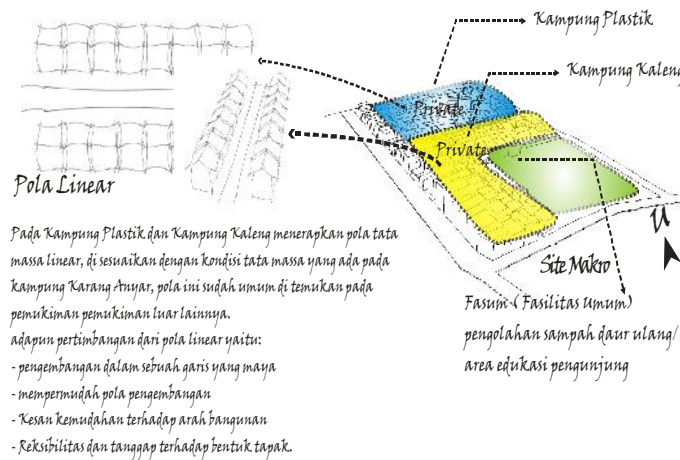 Kampung Plastik
Kampung Kaleng
Private
Private
Pola Linear
U
Site Makro
Pada Kampung Plastik dan Kampung Kaleng menerapkan pola tata
massa linear, di sesuaikan dengan kondisi tata massa yang ada pada
kampung Karang Anyar, pola ini sudah umum di temukan pada
pemukiman pemukiman luar lainnya.
adapun pertimbangan dari pola linear yaitu:
- pengembangan dalam sebuah garis yang maya
- mempermudah pola pengembangan
- Kesan kemudahan terhadap arah bangunan
- Reksibilitas dan tanggap terhadap bentuk tapak.
Fasum (Fasilitas Umum)
pengolahan sampah daur ulang/
area edukasi pengunjung